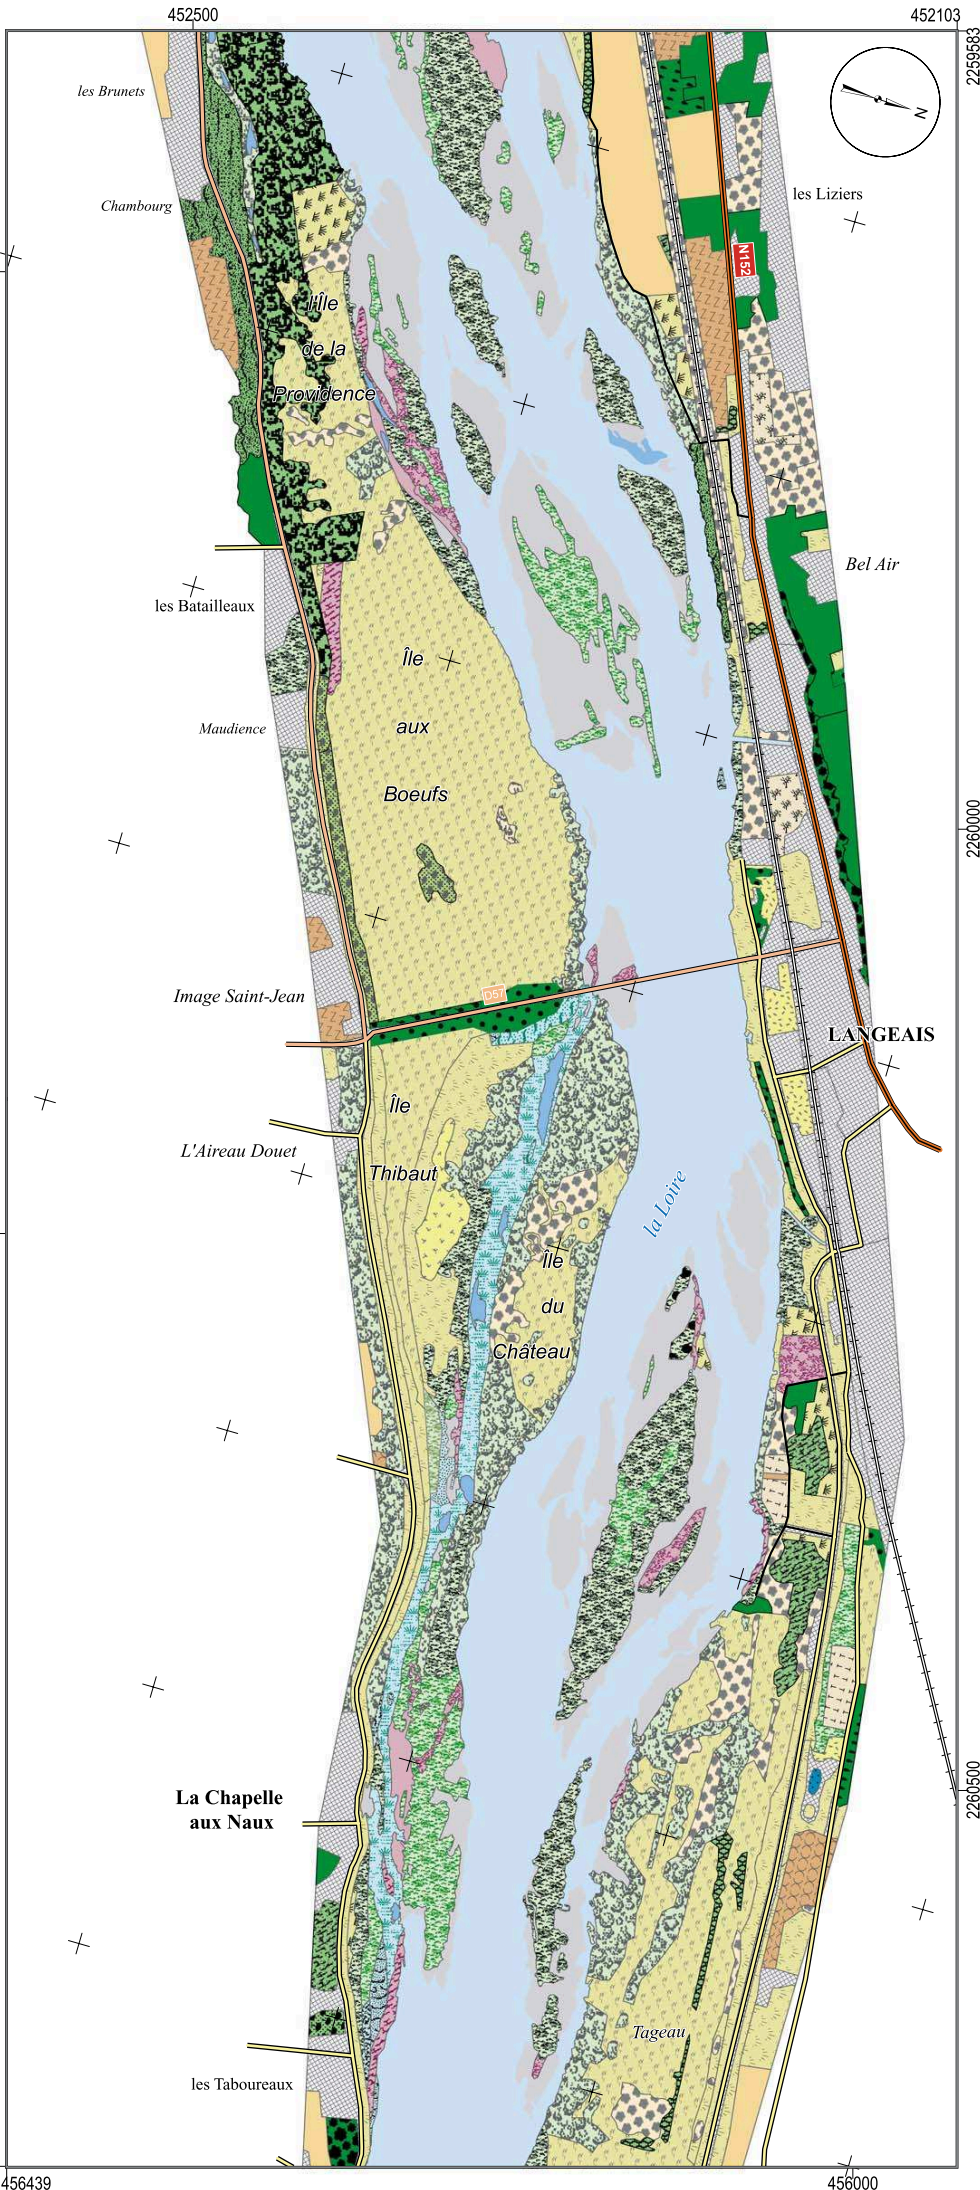 452500
452103
2259583
les Brunets
N
Chambourg
les Liziers
N152
l'Île
de la
Providence
Bel Air
les Batailleaux
Île
Maudience
aux
Boeufs
2260000
Image Saint-Jean
D57
LANGEAIS
Île
L'Aireau Douet
Thibaut
la Loire
Île
du
Château
La Chapelle
aux Naux
2260500
Tageau
les Taboureaux
456439
456000